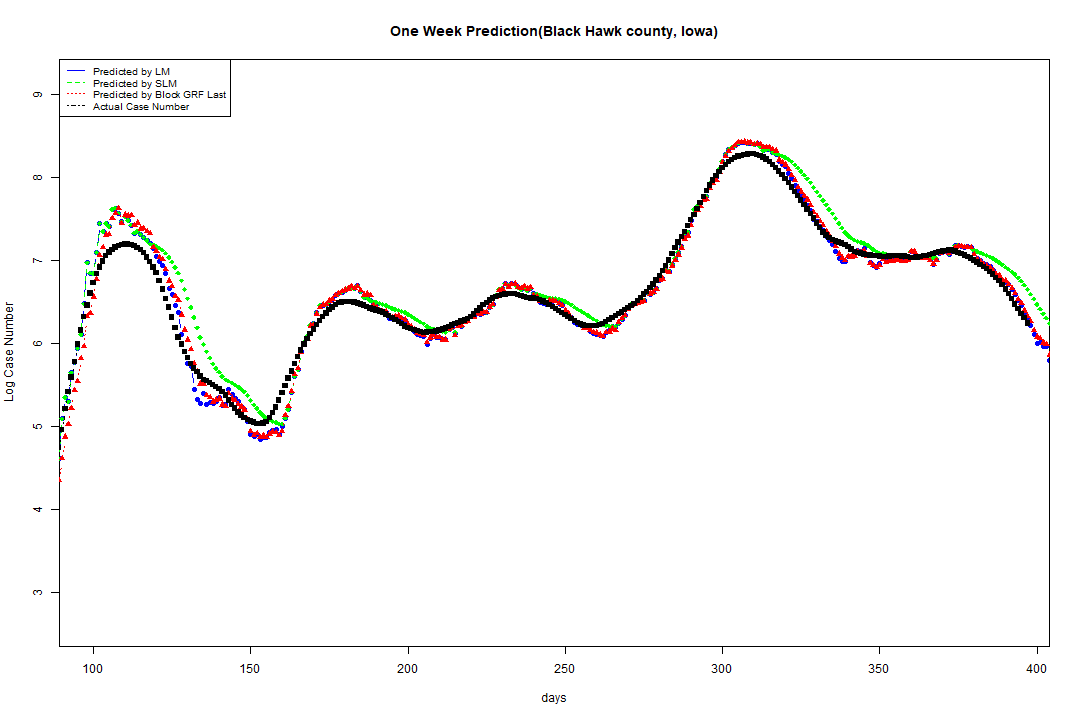 One Week Prediction(Black Hawk county, Iowa)
Predicted by LM
Predicted by SLM
Predicted by Block GRF Last
Actual Case Number
Log Case Number
9
8
7
6
5
4
3
100 150 200 250 300 350 400
days